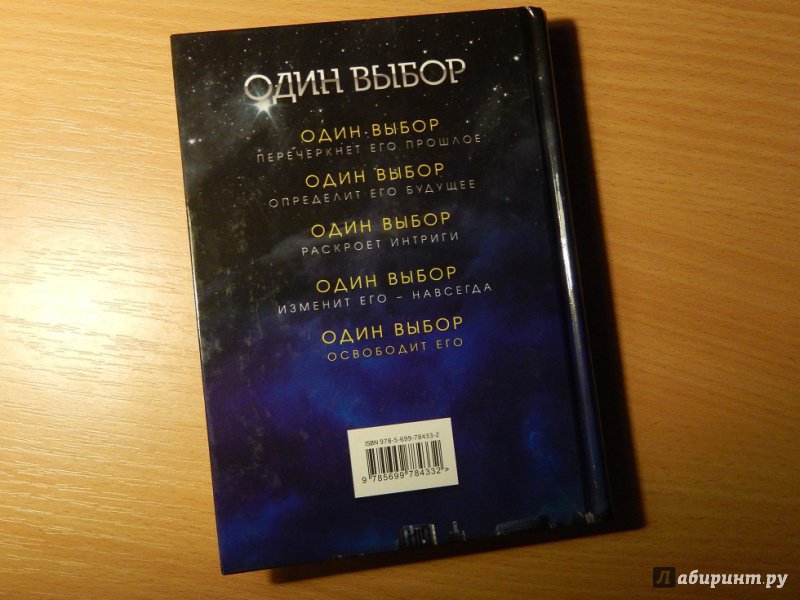 ОДИН ВЫБОР
ОДИН ВЫБОР
ПЕРЕЧЕРКНЕТ ЕГО ПРОШЛОЕ
ОДИН ВЫБОР
ОПРЕДЕЛИТ ЕГО БУДУЩЕЕ
ОДИН ВЫБОР
РАСКРОЕТ ИНТРИГИ
ОДИН ВЫБОР
ИЗМЕНИТ ЕГО – НАВСЕГДА
ОДИН ВЫБОР
ОСВОБОДИТ ЕГО
ISBN 978-5-699-78433-2
9 785699 784332 >
Лабиринт.ру